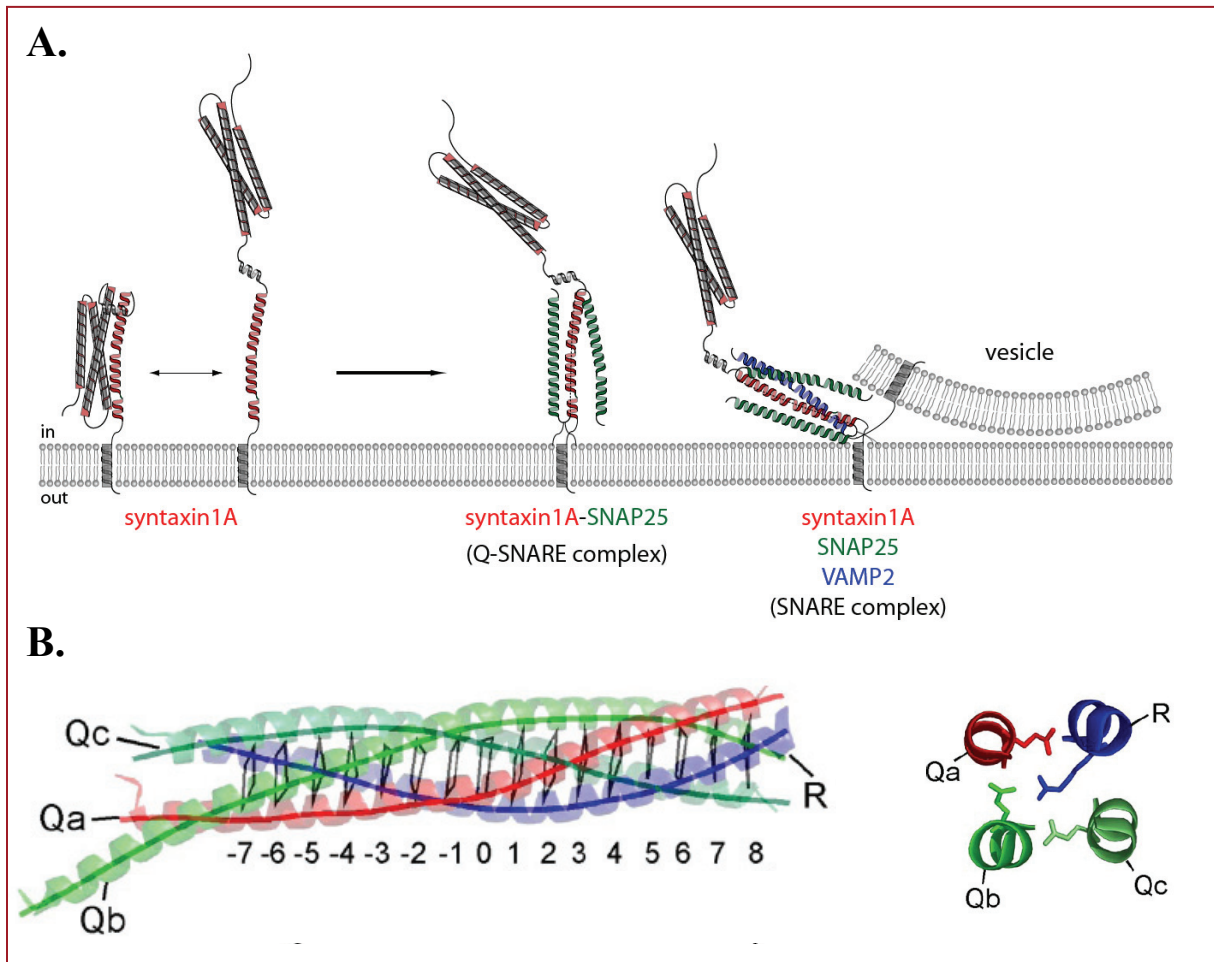 A.
vesicle
in
out
syntaxin1A
syntaxin1A-SNAP25
(Q-SNARE complex)
syntaxin1A
SNAP25
VAMP2
(SNARE complex)
B.
Qc
Qa
Qb
R
-7 -6 -5 -4 -3 -2 -1 0 1 2 3 4 5 6 7 8
Qa
R
Qb
Qc